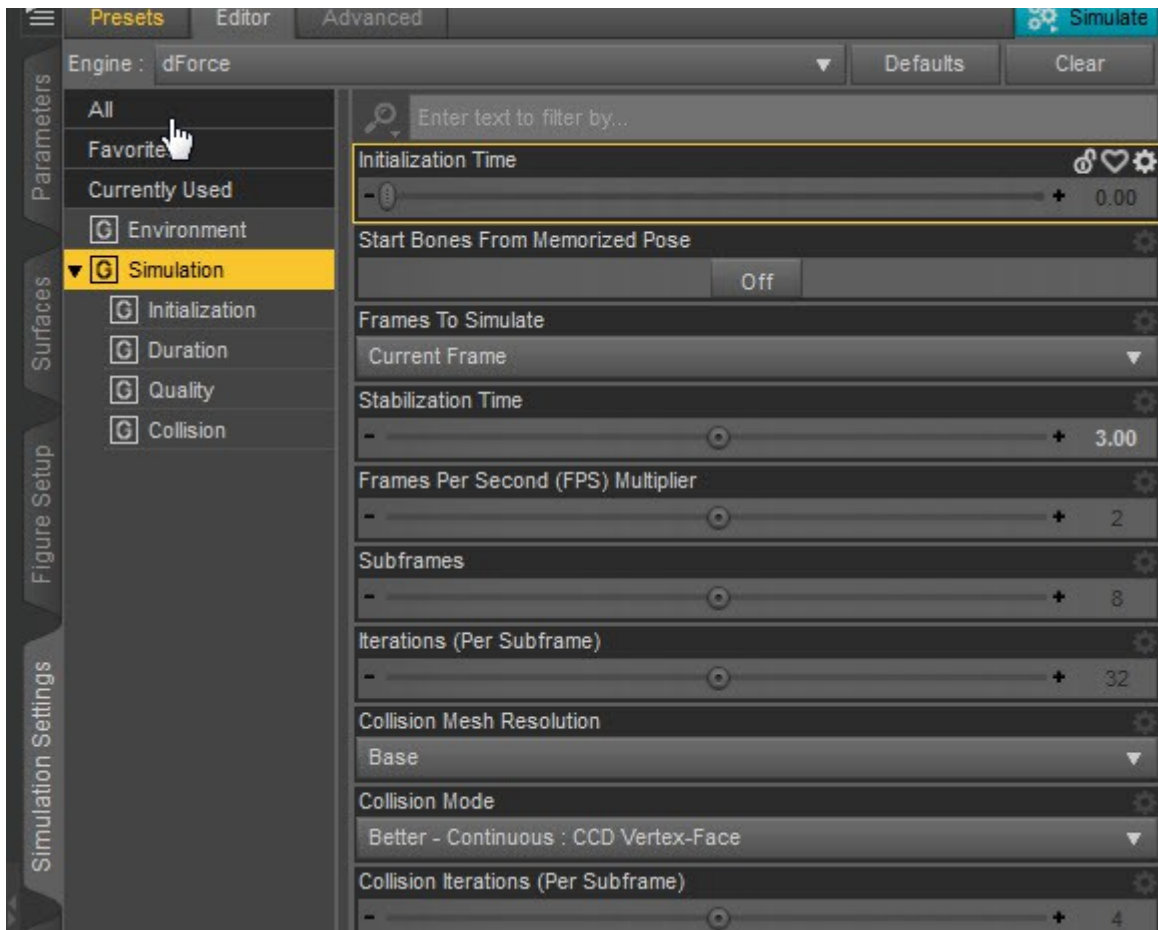 Presets Editor Advanced Simulate
Engine : dForce Defaults Clear
Parameters
Surfaces
Figure Setup
Simulation Settings
All
Favorite
Currently Used
G Environment
G Simulation
G Initialization
G Duration
G Quality
G Collision
Enter text to filter by...
Initialization Time
- + 0.00
Start Bones From Memorized Pose
Off
Frames To Simulate
Current Frame
Stabilization Time
- + 3.00
Frames Per Second (FPS) Multiplier
- + 2
Subframes
- + 8
Iterations (Per Subframe)
- + 32
Collision Mesh Resolution
Base
Collision Mode
Better - Continuous : CCD Vertex-Face
Collision Iterations (Per Subframe)
- + 4